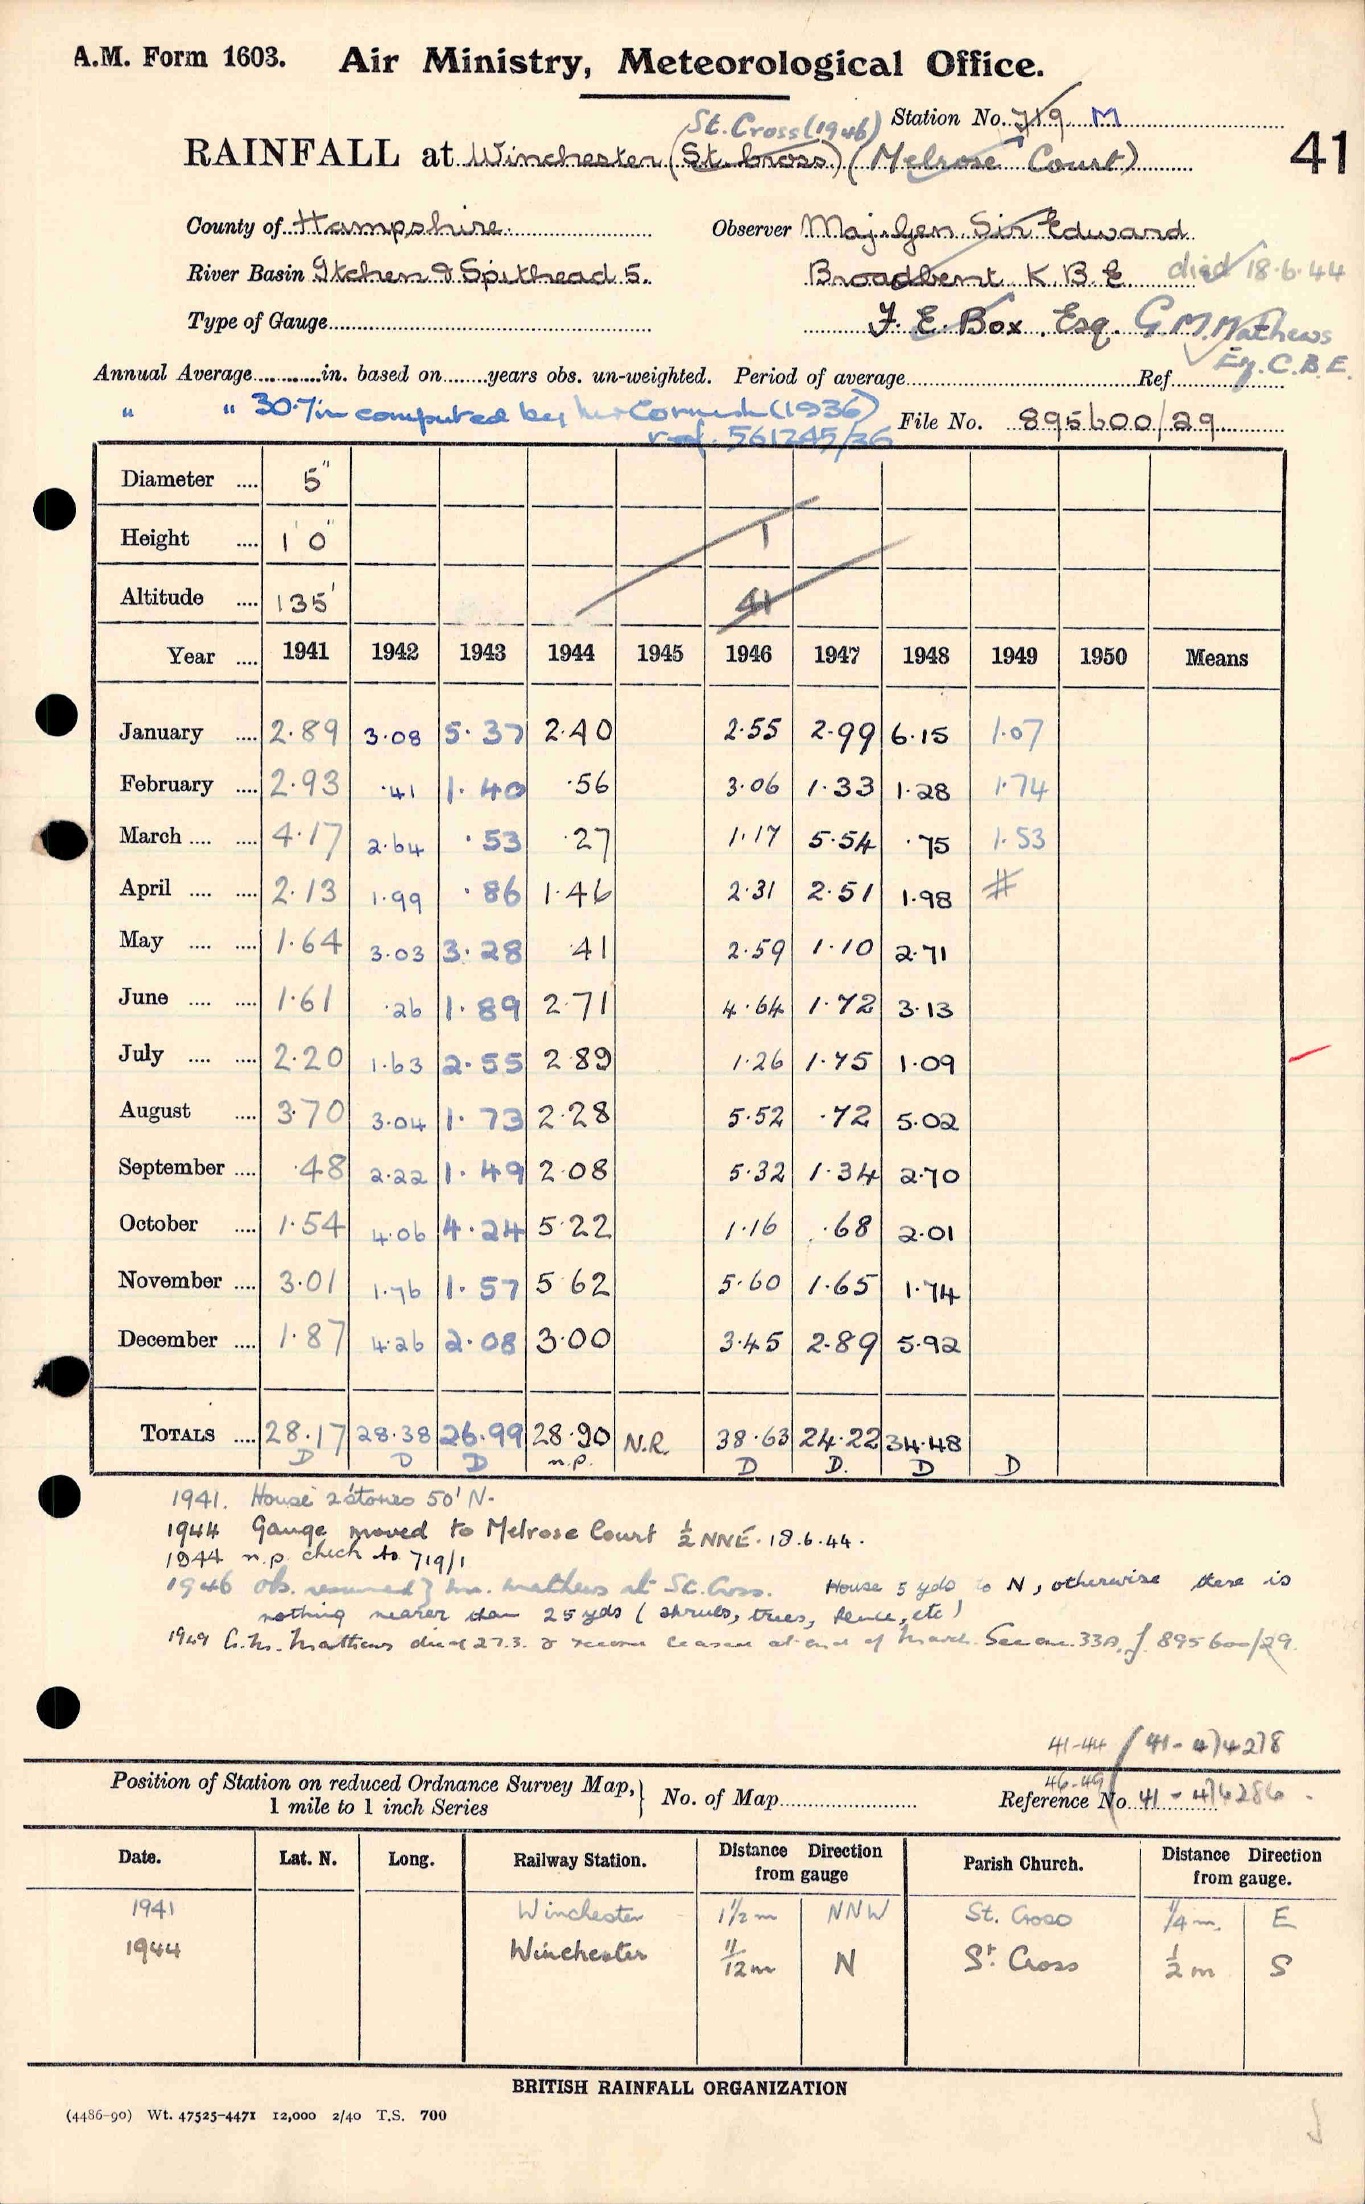 A.M. Form 1603. Air Ministry, Meteorological Office.
St. Cross (1946) Station No. 719 M
RAINFALL at Winchester (St. Cross) (Melrose Court) 41
County of Hampshire. Observer Maj. Gen Sir Edward
River Basin Itchen & Spithead 5. Broadbent K.B.E. died 18.6.44
Type of Gauge F. E. Box. Esq. G.M. Mathews
Esq. C.B.E.
Annual Average in. based on years obs. un-weighted. Period of average Ref
" " 30.7in computed by Cornish (1936) File No. 895600/29
ref. 561245/36
Diameter 5"
Height 1' 0" 1
Altitude 135' 41
Year 1941 1942 1943 1944 1945 1946 1947 1948 1949 1950 Means
January 2.89 3.08 5.37 2.40 2.55 2.99 6.15 1.07
February 2.93 .41 1.40 .56 3.06 1.33 1.28 1.74
March 4.17 2.64 .53 .27 1.17 5.54 .75 1.53
April 2.13 1.99 .86 1.46 2.31 2.51 1.98 #
May 1.64 3.03 3.28 .41 2.59 1.10 2.71
June 1.61 .26 1.89 2.71 4.64 1.72 3.13
July 2.20 1.63 2.55 2.89 1.26 1.75 1.09
August 3.70 3.04 1.73 2.28 5.52 .72 5.02
September .48 2.22 1.49 2.08 5.32 1.34 2.70
October 1.54 4.06 4.24 5.22 1.16 .68 2.01
November 3.01 1.76 1.57 5.62 5.60 1.65 1.74
December 1.87 4.26 2.08 3.00 3.45 2.89 5.92
TOTALS 28.17 28.38 26.99 28.90 N.R. 38.63 24.22 34.48
D D D n.p. D D. D D
1941. House 2 stories 50' N.
1944 Gauge moved to Melrose Court ½ NNE. 18.6.44.
1944 n.p. check to 719/1
1946 obs. resumed } Mr. Mathews at St. Cross. House 5 yds to N, otherwise there is
nothing nearer than 25 yds (shrubs, trees, fence, etc)
1949 G.M. Matthews died 27.3. & record ceased at end of March. See enc. 33A, f. 895600/29.
41-44 (41-4)4278
Position of Station on reduced Ordnance Survey Map, } No. of Map 46-49
1 mile to 1 inch Series Reference No 41-4)4286.
Date. Lat. N. Long. Railway Station. Distance Direction from gauge Parish Church. Distance Direction from gauge.
1941 Winchester 1½ m NNW St. Cross ¼ m. E
1944 Winchester 11/12 m N St. Cross ½ m S
BRITISH RAINFALL ORGANIZATION
(4486-90) Wt. 47525-4471 12,000 2/40 T.S. 700